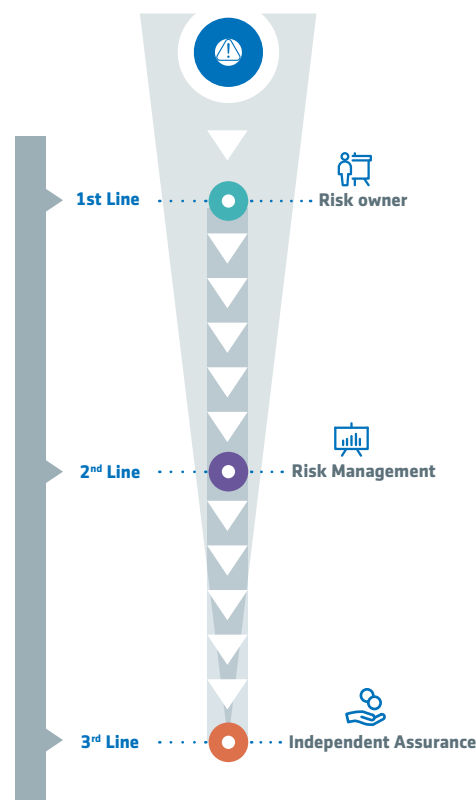 1st Line
Risk owner
2nd Line
Risk Management
3rd Line
Independent Assurance